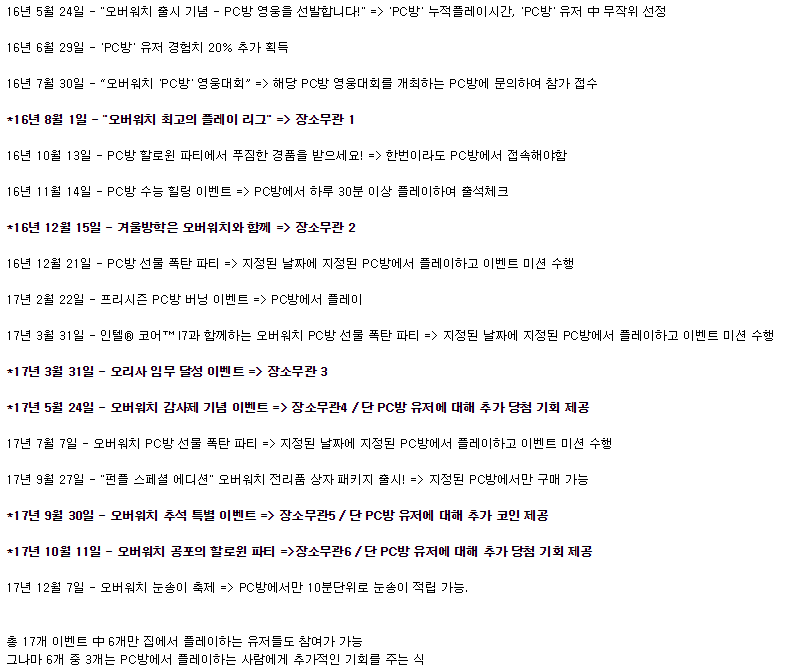 16년 5월 24일 - "오버워치 출시 기념 - PC방 영웅을 선발합니다!" => 'PC방' 누적플레이시간, 'PC방' 유저 中 무작위 선정
16년 6월 29일 - 'PC방' 유저 경험치 20% 추가 획득
16년 7월 30일 - “오버워치 'PC방' 영웅대회” => 해당 PC방 영웅대회를 개최하는 PC방에 문의하여 참가 접수
*16년 8월 1일 - "오버워치 최고의 플레이 리그" => 장소무관 1
16년 10월 13일 - PC방 할로윈 파티에서 푸짐한 경품을 받으세요! => 한번이라도 PC방에서 접속해야함
16년 11월 14일 - PC방 수능 힐링 이벤트 => PC방에서 하루 30분 이상 플레이하여 출석체크
*16년 12월 15일 - 겨울방학은 오버워치와 함께 => 장소무관 2
16년 12월 21일 - PC방 선물 폭탄 파티 => 지정된 날짜에 지정된 PC방에서 플레이하고 이벤트 미션 수행
17년 2월 22일 - 프리시즌 PC방 버닝 이벤트 => PC방에서 플레이
17년 3월 31일 - 인텔® 코어™ i7과 함께하는 오버워치 PC방 선물 폭탄 파티 => 지정된 날짜에 지정된 PC방에서 플레이하고 이벤트 미션 수행
*17년 3월 31일 - 오리사 임무 달성 이벤트 => 장소무관 3
*17년 5월 24일 - 오버워치 감사제 기념 이벤트 => 장소무관4 / 단 PC방 유저에 대해 추가 당첨 기회 제공
17년 7월 7일 - 오버워치 PC방 선물 폭탄 파티 => 지정된 날짜에 지정된 PC방에서 플레이하고 이벤트 미션 수행
17년 9월 27일 - "펀플 스페셜 에디션" 오버워치 전리품 상자 패키지 출시! => 지정된 PC방에서만 구매 가능
*17년 9월 30일 - 오버워치 추석 특별 이벤트 => 장소무관5 / 단 PC방 유저에 대해 추가 코인 제공
*17년 10월 11일 - 오버워치 공포의 할로윈 파티 =>장소무관6 / 단 PC방 유저에 대해 추가 당첨 기회 제공
17년 12월 7일 - 오버워치 눈송이 축제 => PC방에서만 10분단위로 눈송이 적립 가능.
총 17개 이벤트 中 6개만 집에서 플레이하는 유저들도 참여가 가능
그나마 6개 중 3개는 PC방에서 플레이하는 사람에게 추가적인 기회를 주는 식